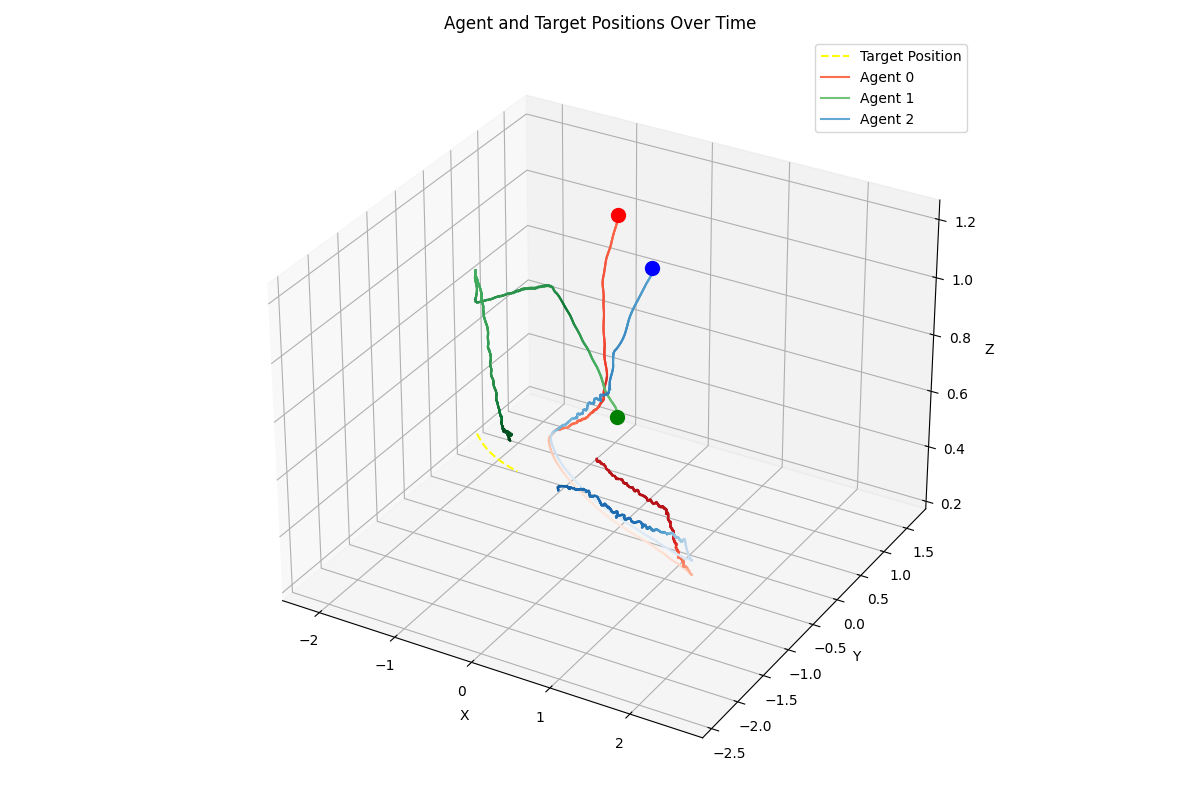 Agent and Target Positions Over Time
Target Position
Agent 0
Agent 1
Agent 2
1.2
1.0
0.8
0.6
0.4
0.2
Z
1.5
1.0
0.5
0.0
−0.5
−1.0
−1.5
−2.0
−2.5
Y
−2
−1
0
1
2
X